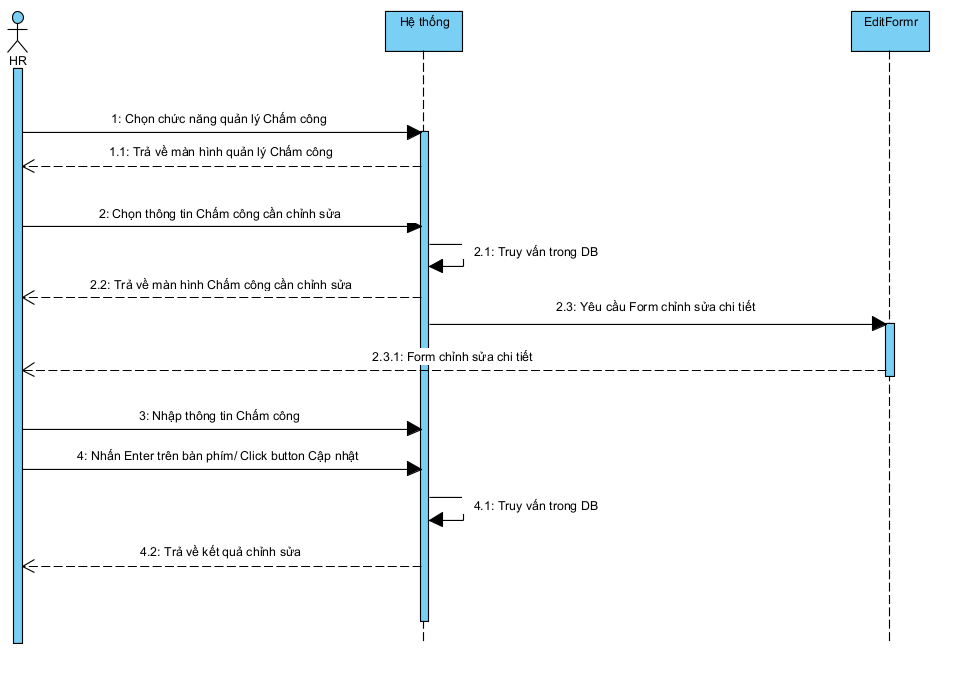 Hệ thống
EditFormr
HR
1: Chọn chức năng quản lý Chấm công
1.1: Trả về màn hình quản lý Chấm công
2: Chọn thông tin Chấm công cần chỉnh sửa
2.1: Truy vấn trong DB
2.2: Trả về màn hình Chấm công cần chỉnh sửa
2.3: Yêu cầu Form chỉnh sửa chi tiết
2.3.1: Form chỉnh sửa chi tiết
3: Nhập thông tin Chấm công
4: Nhấn Enter trên bàn phím/ Click button Cập nhật
4.1: Truy vấn trong DB
4.2: Trả về kết quả chỉnh sửa